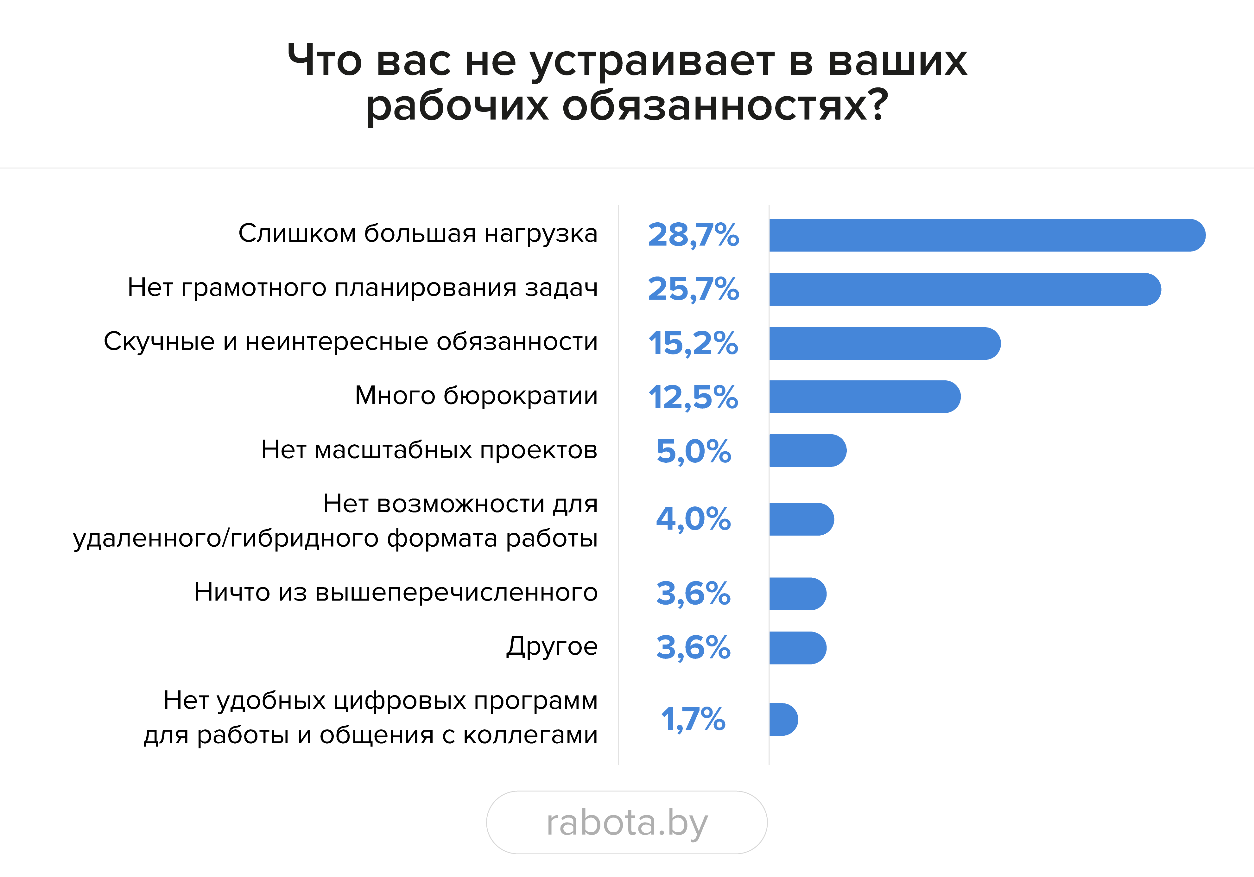 Что вас не устраивает в ваших
рабочих обязанностях?
Слишком большая нагрузка 28,7%
Нет грамотного планирования задач 25,7%
Скучные и неинтересные обязанности 15,2%
Много бюрократии 12,5%
Нет масштабных проектов 5,0%
Нет возможности для
удаленного/гибридного формата работы 4,0%
Ничто из вышеперечисленного 3,6%
Другое 3,6%
Нет удобных цифровых программ
для работы и общения с коллегами 1,7%
rabota.by